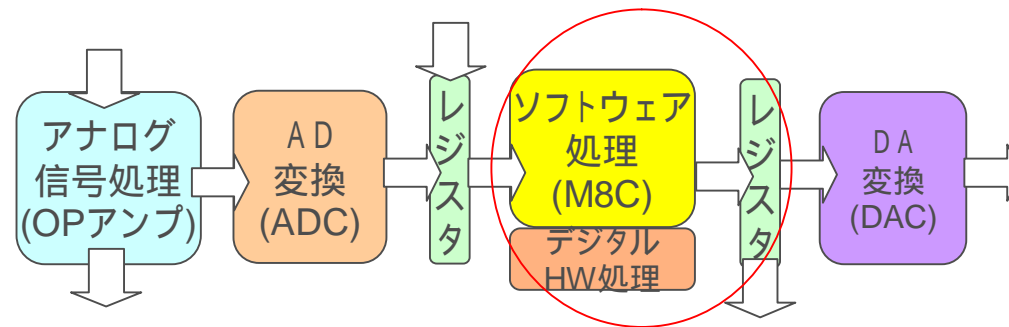 アナログ
信号処理
(OPアンプ)
ＡＤ
変換
(ADC)
レジスタ
ソフトウェア
処理
(M8C)
デジタル
HW処理
レジスタ
ＤＡ
変換
(DAC)